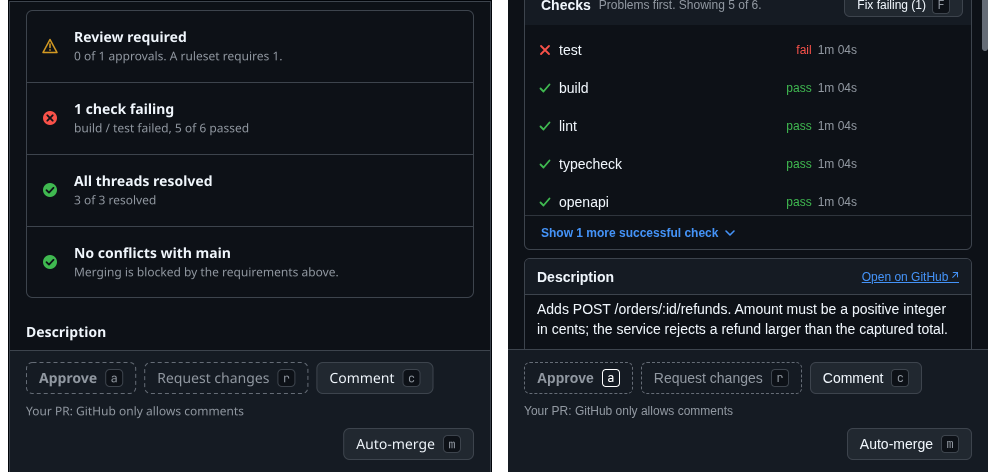 Review required
0 of 1 approvals. A ruleset requires 1.
1 check failing
build / test failed, 5 of 6 passed
All threads resolved
3 of 3 resolved
No conflicts with main
Merging is blocked by the requirements above.
Description
Approve a Request changes r Comment c
Your PR: GitHub only allows comments
Auto-merge m
Checks Problems first. Showing 5 of 6. Fix failing (1) F
test fail 1m 04s
build pass 1m 04s
lint pass 1m 04s
typecheck pass 1m 04s
openapi pass 1m 04s
Show 1 more successful check
Description Open on GitHub
Adds POST /orders/:id/refunds. Amount must be a positive integer
in cents; the service rejects a refund larger than the captured total.
Approve a Request changes r Comment c
Your PR: GitHub only allows comments
Auto-merge m